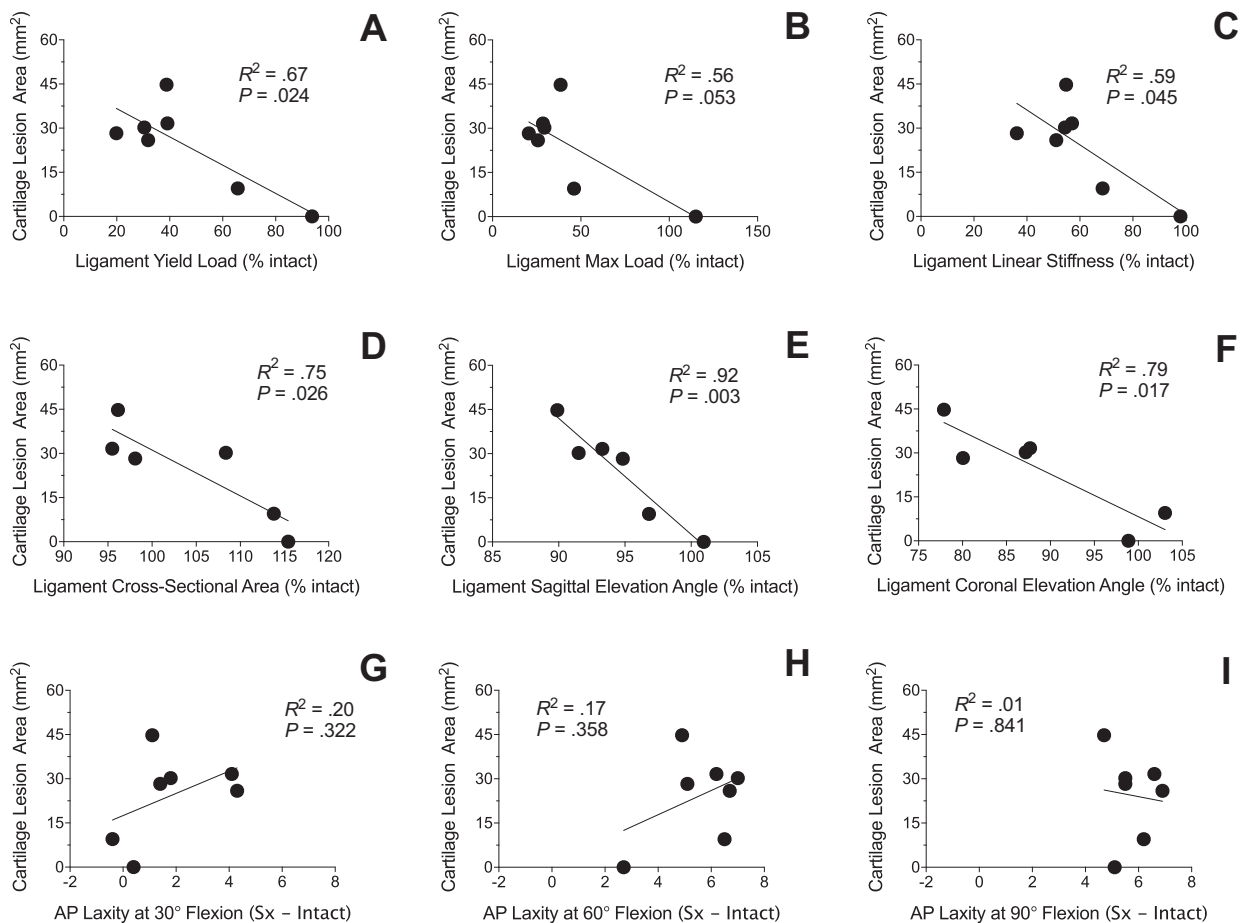 A
Cartilage Lesion Area (mm²)
60
45
30
15
0
R² = .67
P = .024
0 20 40 60 80 100
Ligament Yield Load (% intact)
B
Cartilage Lesion Area (mm²)
60
45
30
15
0
R² = .56
P = .053
0 50 100 150
Ligament Max Load (% intact)
C
Cartilage Lesion Area (mm²)
60
45
30
15
0
R² = .59
P = .045
0 20 40 60 80 100
Ligament Linear Stiffness (% intact)
D
Cartilage Lesion Area (mm²)
60
45
30
15
0
R² = .75
P = .026
90 95 100 105 110 115 120
Ligament Cross-Sectional Area (% intact)
E
Cartilage Lesion Area (mm²)
60
45
30
15
0
R² = .92
P = .003
85 90 95 100 105
Ligament Sagittal Elevation Angle (% intact)
F
Cartilage Lesion Area (mm²)
60
45
30
15
0
R² = .79
P = .017
75 80 85 90 95 100 105
Ligament Coronal Elevation Angle (% intact)
G
Cartilage Lesion Area (mm²)
60
45
30
15
0
R² = .20
P = .322
-2 0 2 4 6 8
AP Laxity at 30° Flexion (Sx – Intact)
H
Cartilage Lesion Area (mm²)
60
45
30
15
0
R² = .17
P = .358
-2 0 2 4 6 8
AP Laxity at 60° Flexion (Sx – Intact)
I
Cartilage Lesion Area (mm²)
60
45
30
15
0
R² = .01
P = .841
-2 0 2 4 6 8
AP Laxity at 90° Flexion (Sx – Intact)